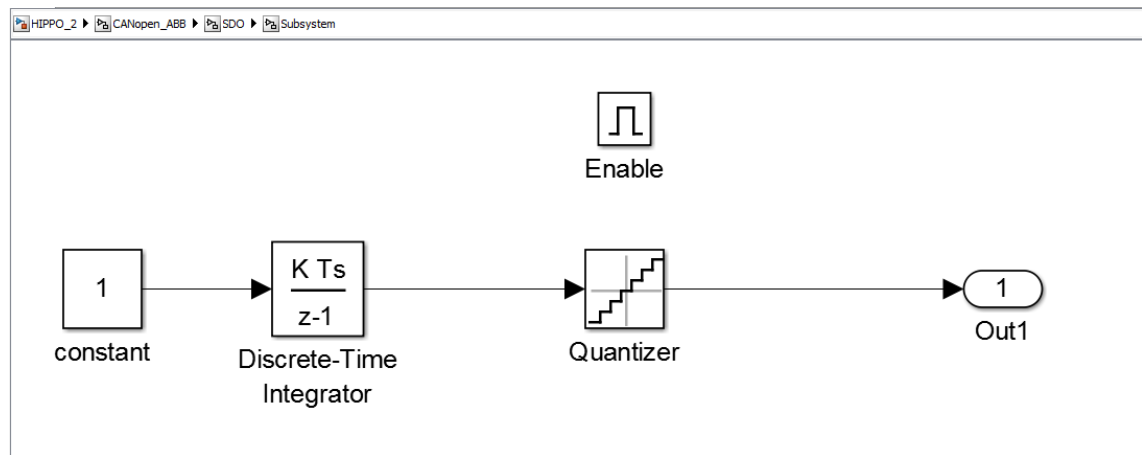 HIPPO_2 ▶ CANopen_ABB ▶ SDO ▶ Subsystem
Enable
1
K Ts
z-1
1
constant
Discrete-Time
Integrator
Quantizer
Out1